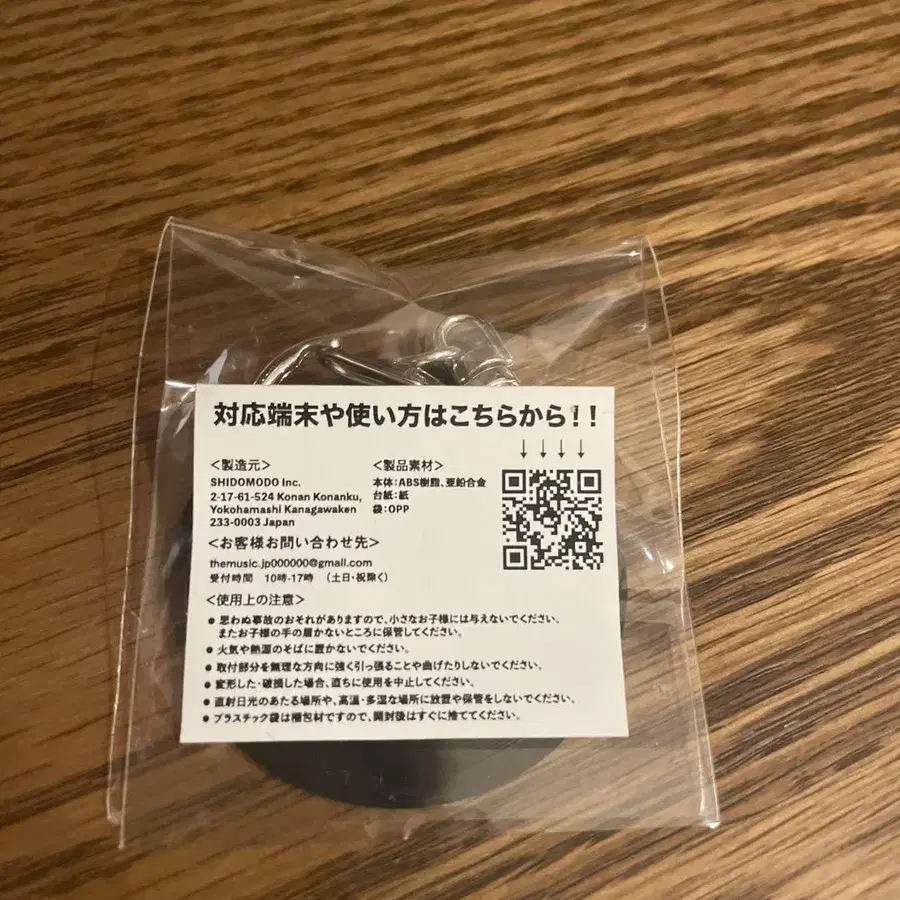 対応端末や使い方はこちらから!!
↓↓↓↓
<製造元>
SHIDOMODO Inc.
2-17-61-524 Konan Konanku,
Yokohamashi Kanagawaken
233-0003 Japan
<製品素材>
本体:ABS樹脂、亜鉛合金
台紙:紙
袋:OPP
<お客様お問い合わせ先>
themusic.jp000000@gmail.com
受付時間 10時-17時 (土日・祝除く)
<使用上の注意>
● 思わぬ事故のおそれがありますので、小さなお子様には与えないでください。
またお子様の手の届かないところに保管してください。
● 火気や熱源のそばに置かないでください。
● 取付部分を無理な方向に強く引っ張ることや曲げたりしないでください。
● 変形した・破損した場合、直ちに使用を中止してください。
● 直射日光のあたる場所や、高温・多湿な場所に放置や保管をしないでください。
● プラスチック袋は梱包材ですので、開封後はすぐに捨ててください。